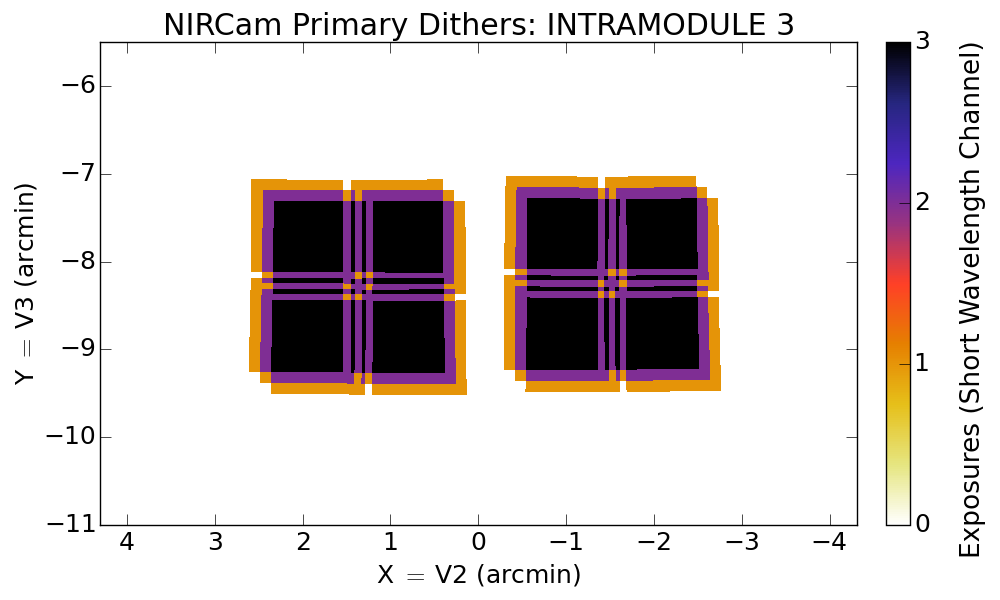 NIRCam Primary Dithers: INTRAMODULE 3
−6
−7
−8
−9
−10
−11
Y = V3 (arcmin)
4 3 2 1 0 −1 −2 −3 −4
X = V2 (arcmin)
3
2
1
0
Exposures (Short Wavelength Channel)